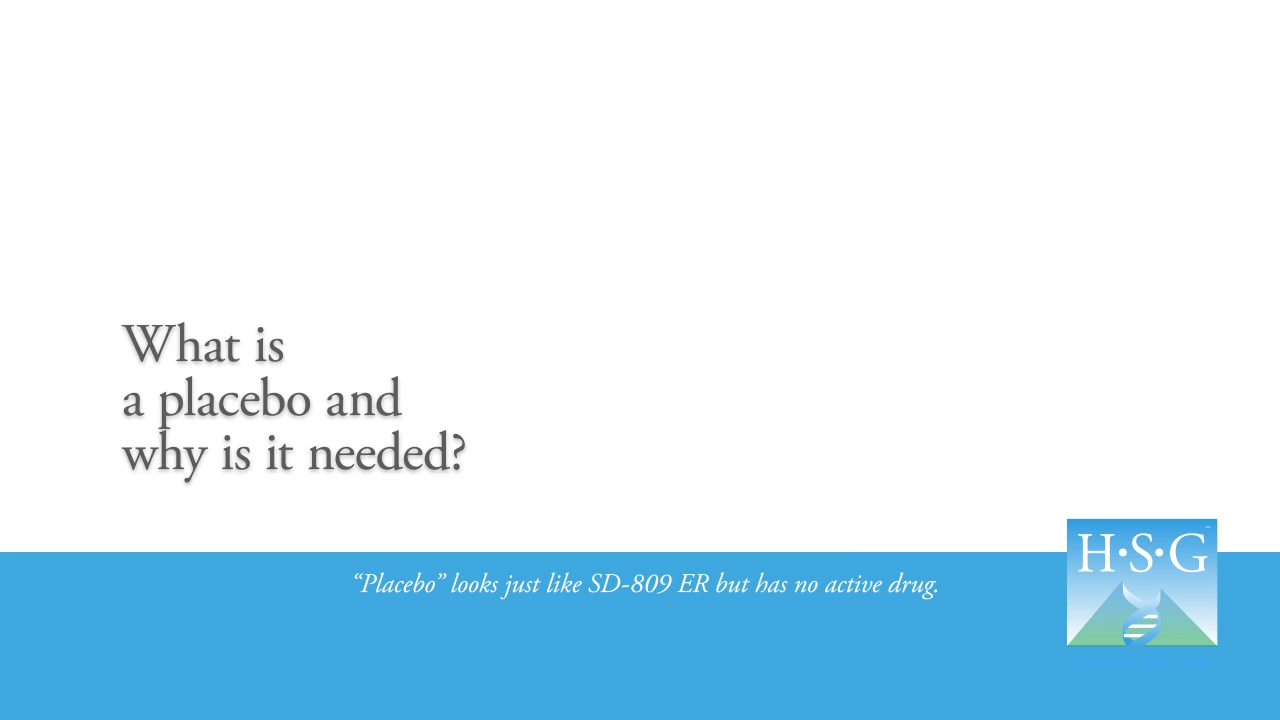 What is
a placebo and
why is it needed?
H·S·G
“Placebo” looks just like SD-809 ER but has no active drug.